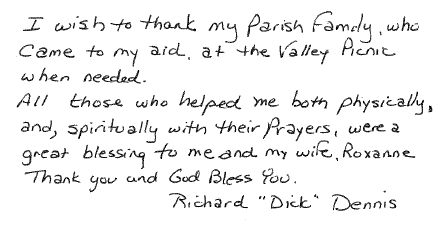 I wish to thank my Parish Family, who
Came to my aid, at the Valley Picnic
when needed.
All those who helped me both physically,
and, spiritually with their Prayers, were a
great blessing to me and my wife, Roxanne
Thank you and God Bless You.
Richard "Dick" Dennis